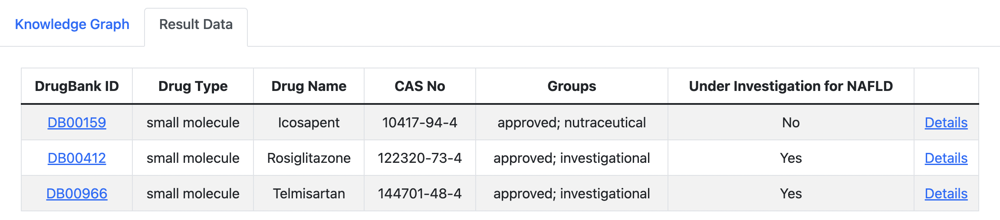 Knowledge Graph Result Data
DrugBank ID Drug Type Drug Name CAS No Groups Under Investigation for NAFLD
DB00159 small molecule Icosapent 10417-94-4 approved; nutraceutical No Details
DB00412 small molecule Rosiglitazone 122320-73-4 approved; investigational Yes Details
DB00966 small molecule Telmisartan 144701-48-4 approved; investigational Yes Details